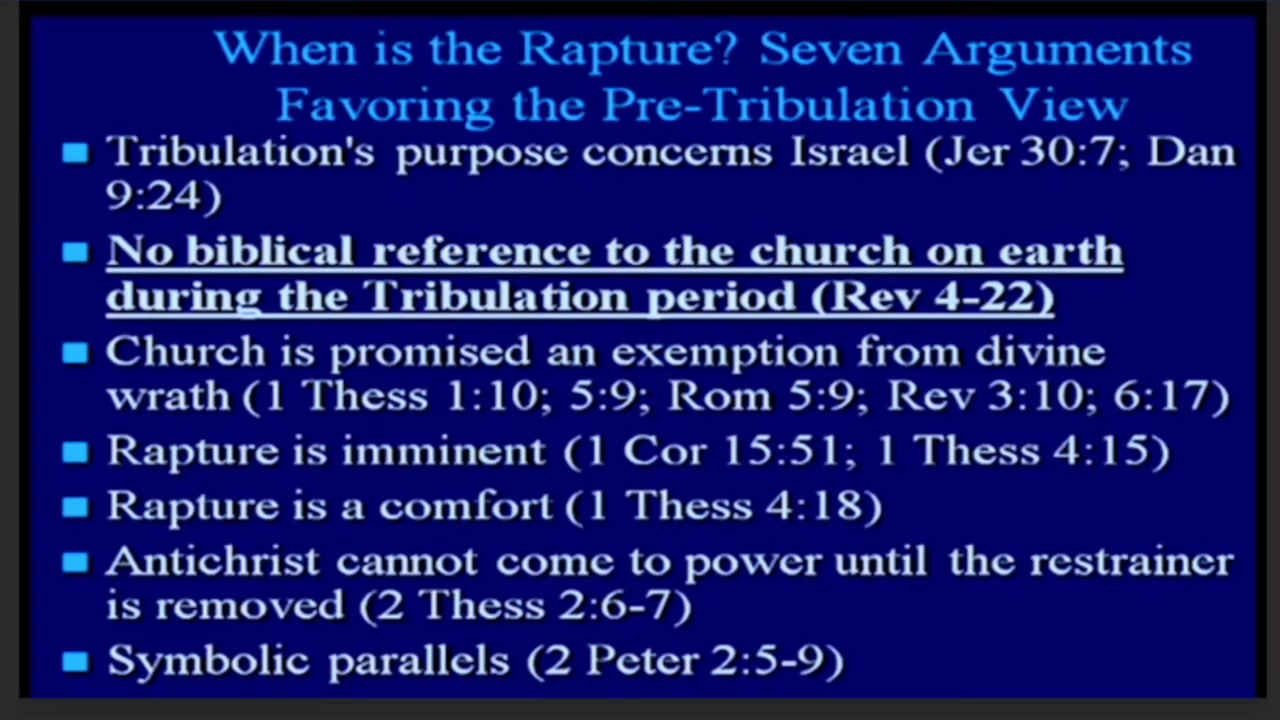 When is the Rapture? Seven Arguments
Favoring the Pre-Tribulation View
Tribulation's purpose concerns Israel (Jer 30:7; Dan
9:24)
No biblical reference to the church on earth
during the Tribulation period (Rev 4-22)
Church is promised an exemption from divine
wrath (1 Thess 1:10; 5:9; Rom 5:9; Rev 3:10; 6:17)
Rapture is imminent (1 Cor 15:51; 1 Thess 4:15)
Rapture is a comfort (1 Thess 4:18)
Antichrist cannot come to power until the restrainer
is removed (2 Thess 2:6-7)
Symbolic parallels (2 Peter 2:5-9)